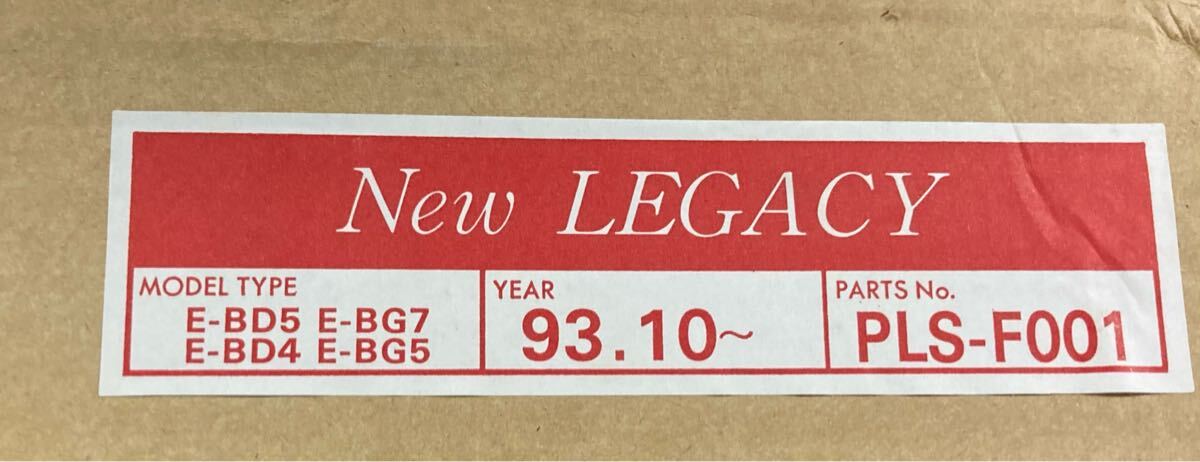 New LEGACY
MODEL TYPE
E-BD5 E-BG7
E-BD4 E-BG5
YEAR
93.10~
PARTS No.
PLS-F001